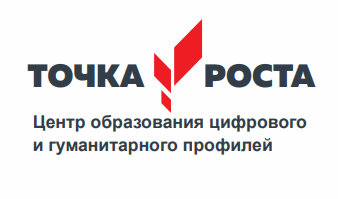 ТОЧКА РОСТА
Центр образования цифрового
и гуманитарного профилей